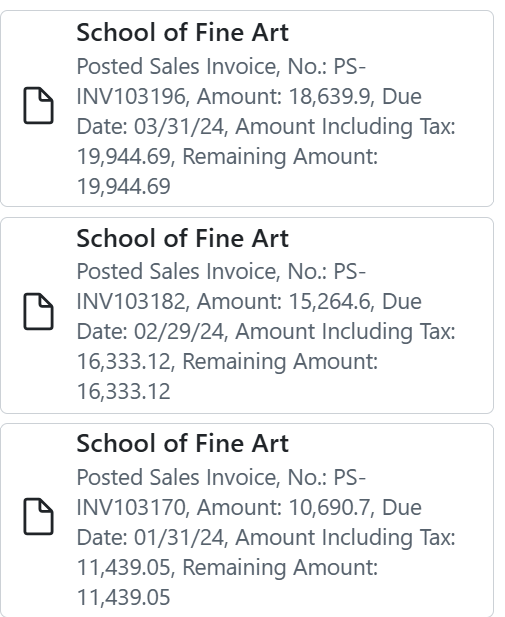 School of Fine Art
Posted Sales Invoice, No.: PS-
INV103196, Amount: 18,639.9, Due
Date: 03/31/24, Amount Including Tax:
19,944.69, Remaining Amount:
19,944.69
School of Fine Art
Posted Sales Invoice, No.: PS-
INV103182, Amount: 15,264.6, Due
Date: 02/29/24, Amount Including Tax:
16,333.12, Remaining Amount:
16,333.12
School of Fine Art
Posted Sales Invoice, No.: PS-
INV103170, Amount: 10,690.7, Due
Date: 01/31/24, Amount Including Tax:
11,439.05, Remaining Amount:
11,439.05